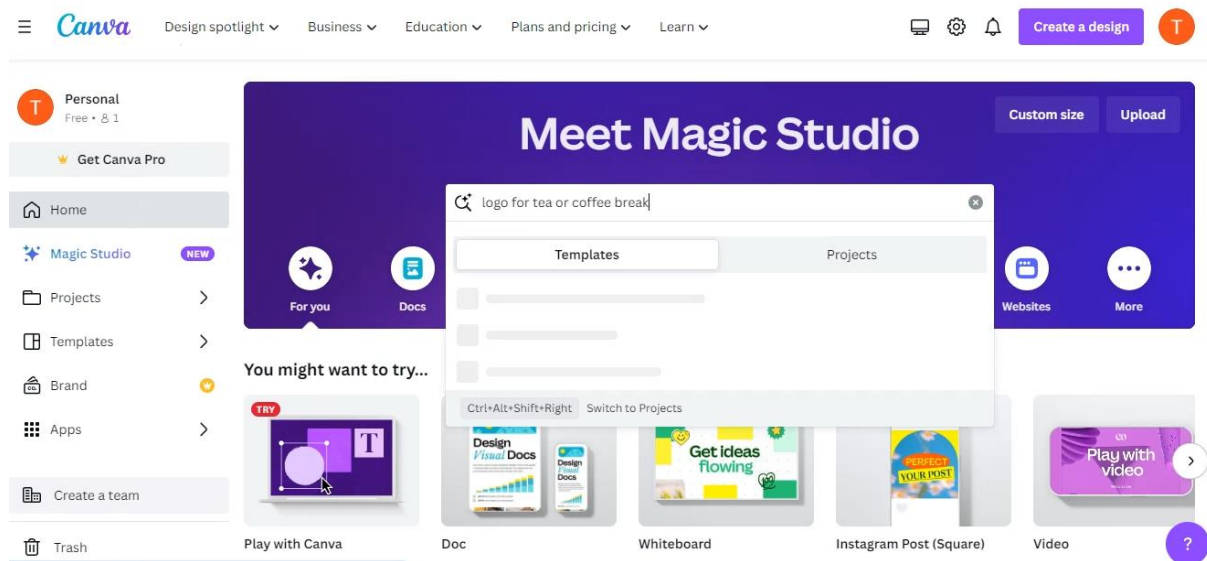 Canva
Design spotlight
Business
Education
Plans and pricing
Learn
Create a design
T
T
Personal
Free • 1
Get Canva Pro
Home
Magic Studio
NEW
Projects
Templates
Brand
Apps
Create a team
Trash
Meet Magic Studio
Custom size
Upload
logo for tea or coffee break
Templates
Projects
Ctrl+Alt+Shift+Right Switch to Projects
For you
Docs
Websites
More
You might want to try...
TRY
T
Play with Canva
Design
Visual Docs
Design
Visual
Docs
Doc
Get ideas
flowing
Whiteboard
PERFECT
YOUR POST
Instagram Post (Square)
Play with
video
Video
?